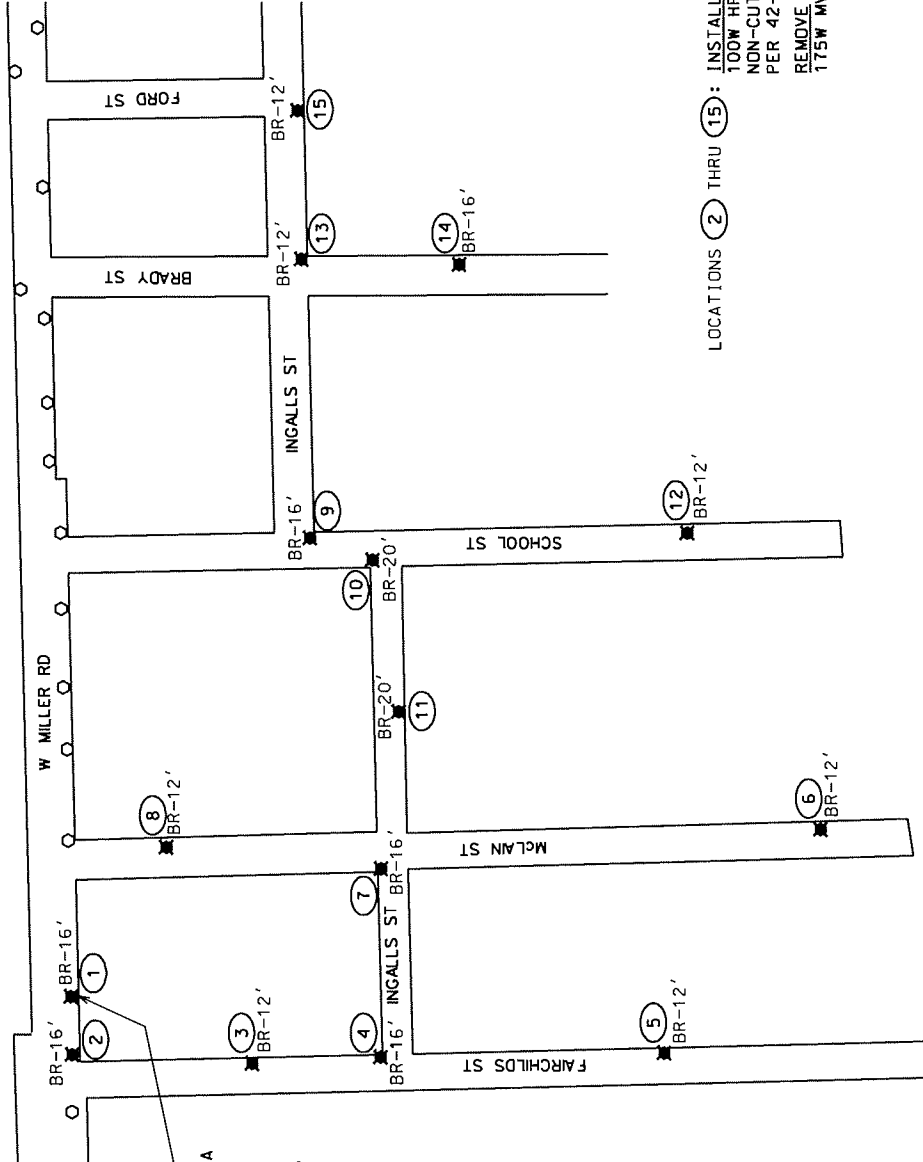 W MILLER RD
FORD ST
BRADY ST
INGALLS ST
SCHOOL ST
McLAIN ST
INGALLS ST
FAIRCHILDS ST
BR-16'
1
BR-16'
2
3
BR-12'
4
BR-16'
5
BR-12'
6
BR-12'
7
BR-16'
8
BR-12'
BR-16'
9
10
BR-20'
BR-20'
11
12
BR-12'
BR-12'
13
14
BR-16'
BR-12'
15
LOCATIONS 2 THRU 15: INSTALL
100W
NON-CUT
PER 42-
REMOVE
175W
A